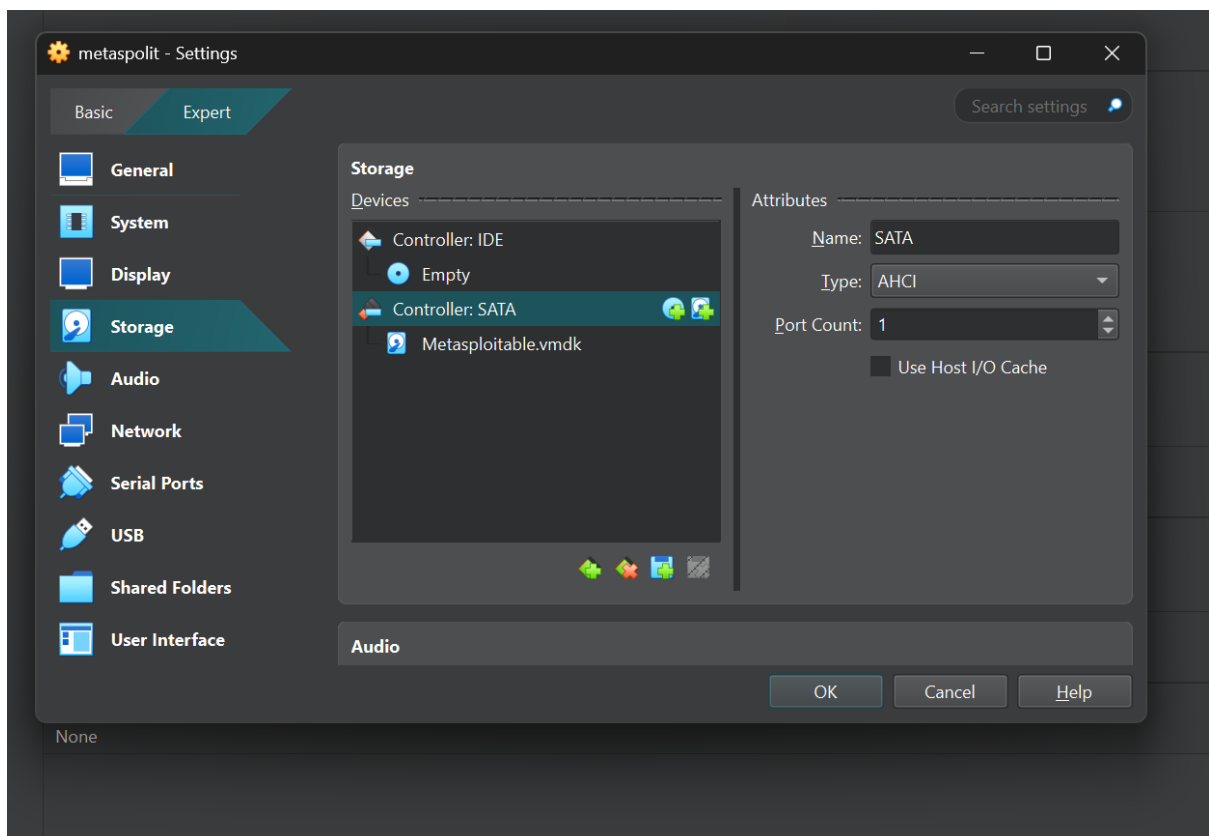 metaspolit - Settings
Basic
Expert
Search settings
General
System
Display
Storage
Audio
Network
Serial Ports
USB
Shared Folders
User Interface
Storage
Devices
Controller: IDE
Empty
Controller: SATA
Metasploitable.vmdk
Attributes
Name: SATA
Type: AHCI
Port Count: 1
Use Host I/O Cache
Audio
OK
Cancel
Help
None